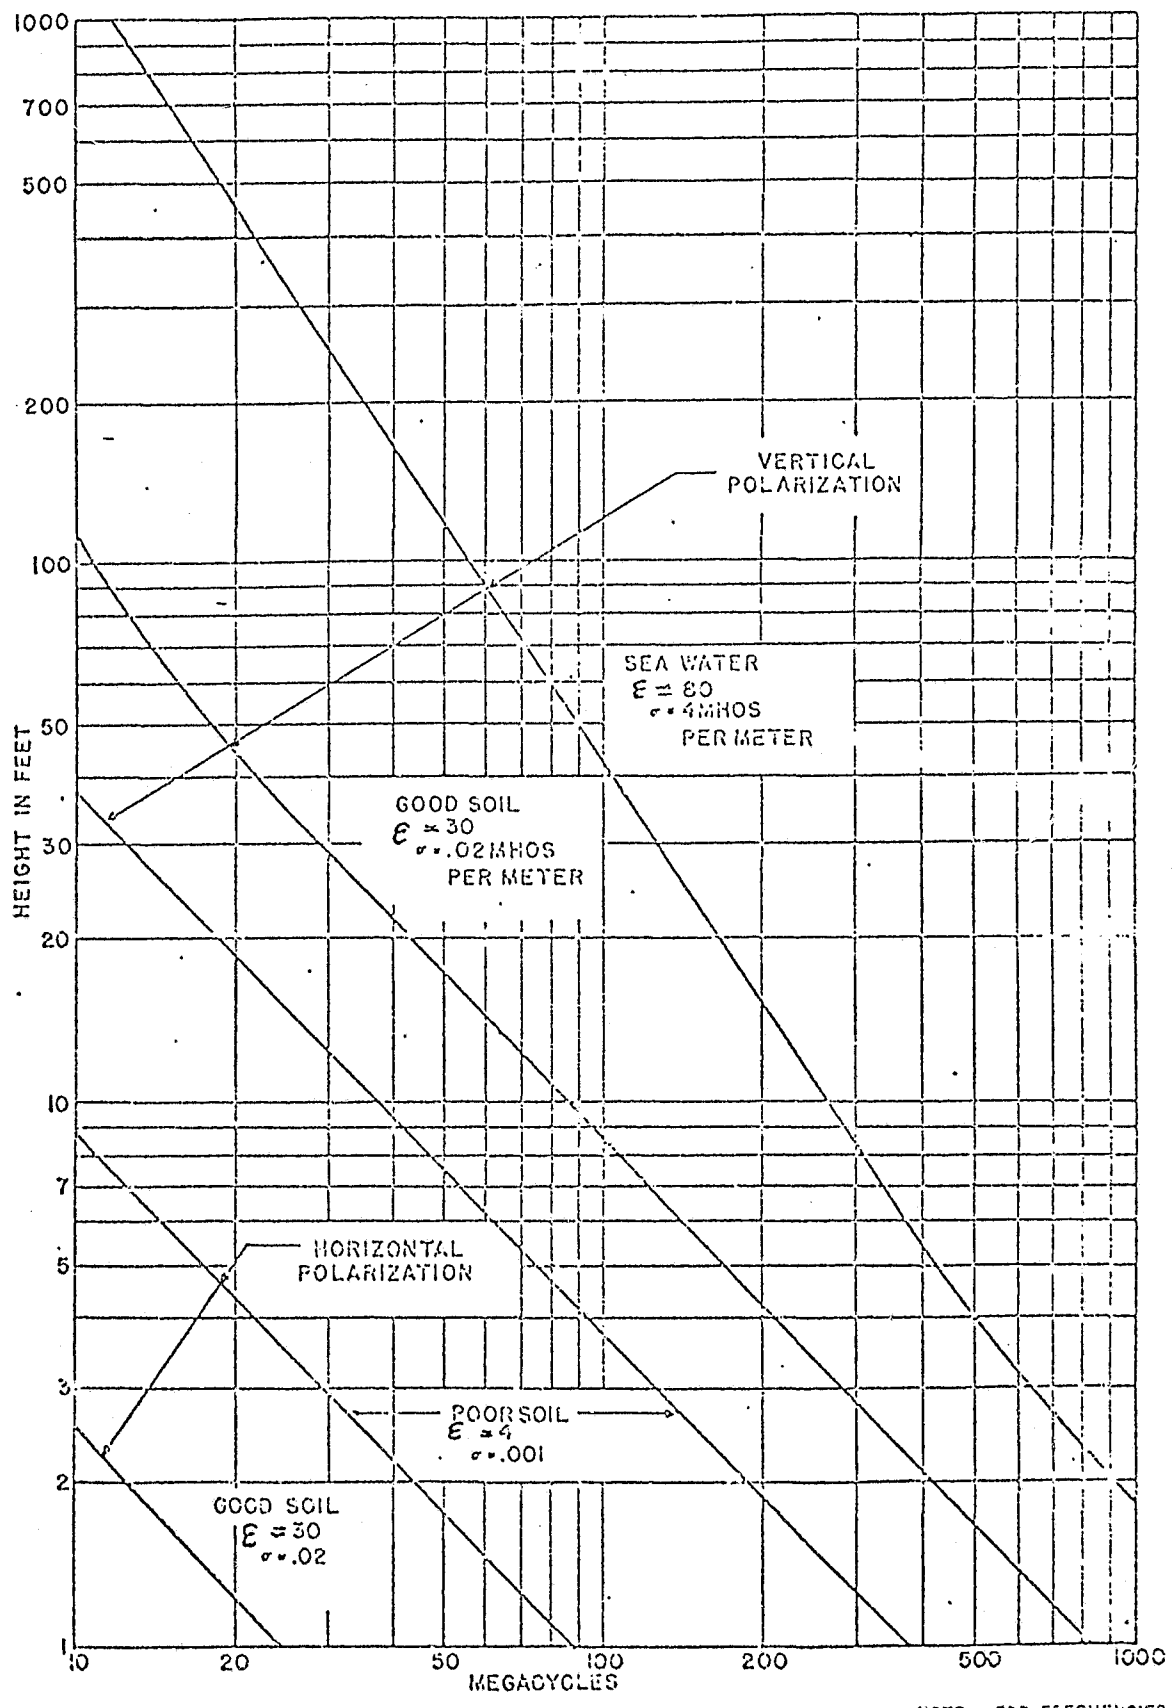 1000
700
500
200
100
50
30
20
10
7
5
3
2
1
HEIGHT IN FEET
VERTICAL
POLARIZATION
SEA WATER
ε = 80
σ = 4 MHOS
PER METER
GOOD SOIL
ε = 30
σ = .02 MHOS
PER METER
HORIZONTAL
POLARIZATION
POOR SOIL
ε = 4
σ = .001
GOOD SOIL
ε = 30
σ = .02
10 20 50 100 200 500 1000
MEGACYCLES